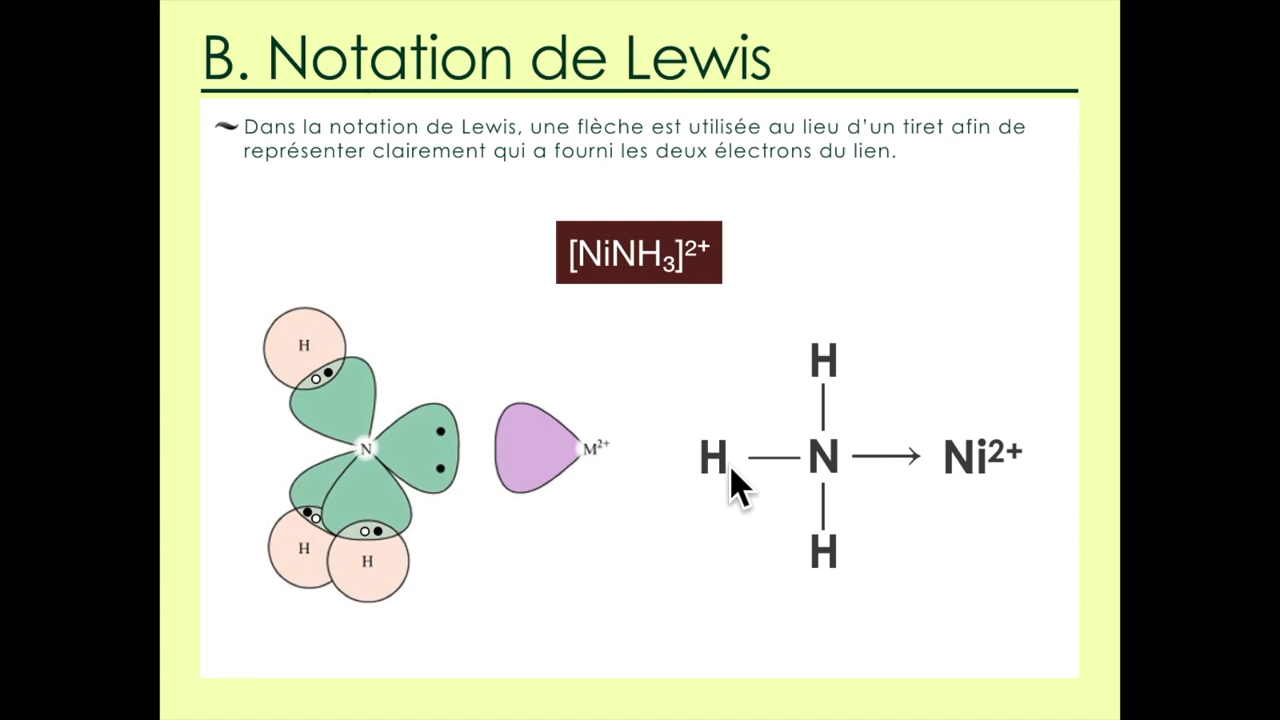 B. Notation de Lewis
Dans la notation de Lewis, une flèche est utilisée au lieu d'un tiret afin de
représenter clairement qui a fourni les deux électrons du lien.
[NiNH₃]²⁺
H
N
M²⁺
H
H
H
H — N → Ni²⁺
H